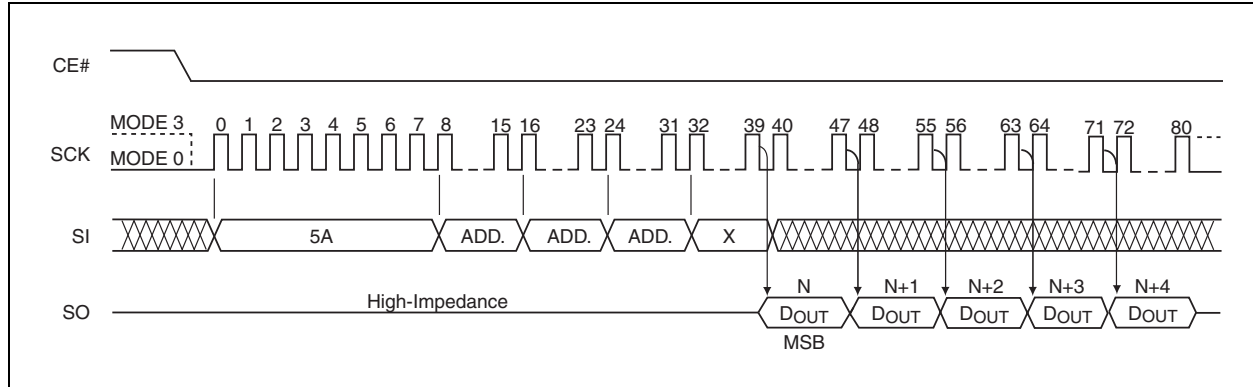 CE#
MODE 3
0 1 2 3 4 5 6 7 8 15 16 23 24 31 32 39 40 47 48 55 56 63 64 71 72 80
SCK
MODE 0
SI
5A ADD. ADD. ADD. X
N N+1 N+2 N+3 N+4
High-Impedance
SO
DOUT DOUT DOUT DOUT DOUT
MSB